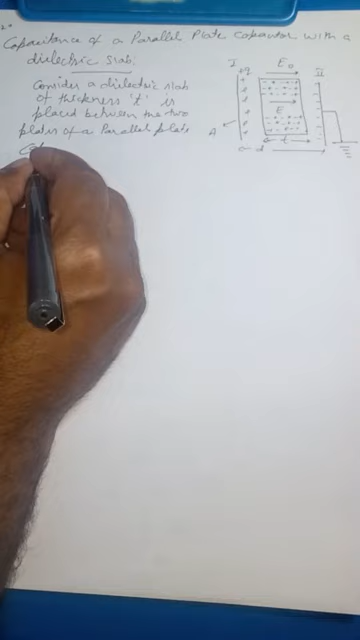 Capacitance of a Parallel Plate Capacitor with a
dielectric slab.
Consider a dielectric slab
of thickness 't' is
placed between the two
plates of a Parallel plate
Ca
I
+q
E₀
II
E
A
t
d